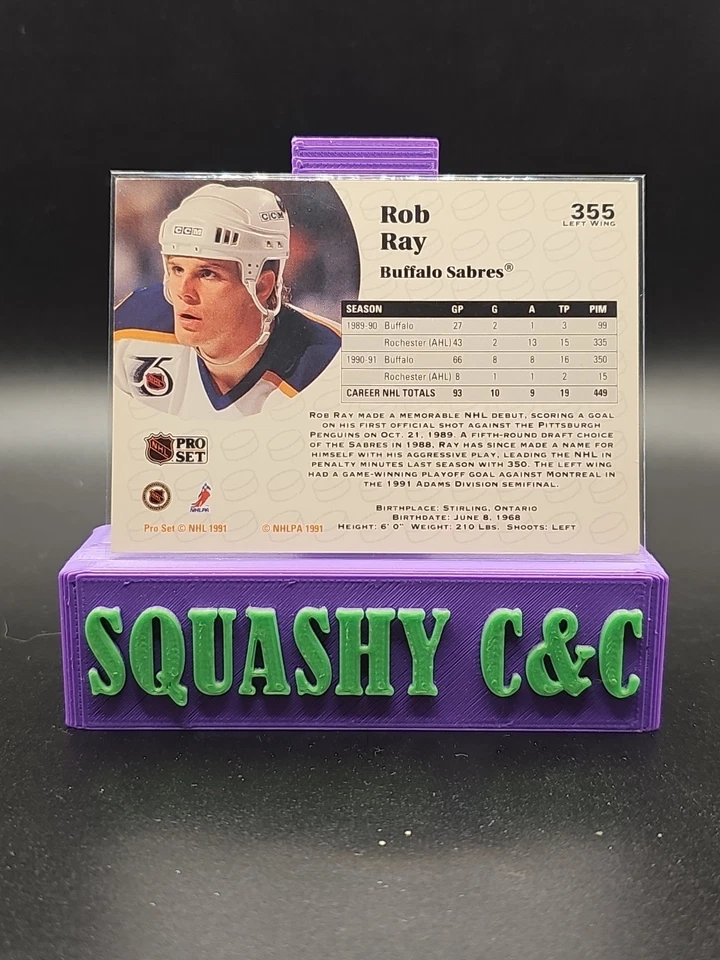 CCM
CCM
75
NHL
Rob
Ray
Buffalo Sabres®
355
LEFT WING
SEASON GP G A TP PIM
1989-90 Buffalo 27 2 1 3 99
Rochester (AHL) 43 2 13 15 335
1990-91 Buffalo 66 8 8 16 350
Rochester (AHL) 8 1 1 2 15
CAREER NHL TOTALS 93 10 9 19 449
ROB RAY MADE A MEMORABLE NHL DEBUT, SCORING A GOAL
ON HIS FIRST OFFICIAL SHOT AGAINST THE PITTSBURGH
PENGUINS ON OCT. 21, 1989. A FIFTH-ROUND DRAFT CHOICE
OF THE SABRES IN 1988, RAY HAS SINCE MADE A NAME FOR
HIMSELF WITH HIS AGGRESSIVE PLAY, LEADING THE NHL IN
PENALTY MINUTES LAST SEASON WITH 350. THE LEFT WING
HAD A GAME-WINNING PLAYOFF GOAL AGAINST MONTREAL IN
THE 1991 ADAMS DIVISION SEMIFINAL.
BIRTHPLACE: STIRLING, ONTARIO
BIRTHDATE: JUNE 8, 1968
HEIGHT: 6' 0" WEIGHT: 210 LBS. SHOOTS: LEFT
NHL PRO
SET
NHLPA
Pro Set © NHL 1991 © NHLPA 1991
SQUASHY C&C